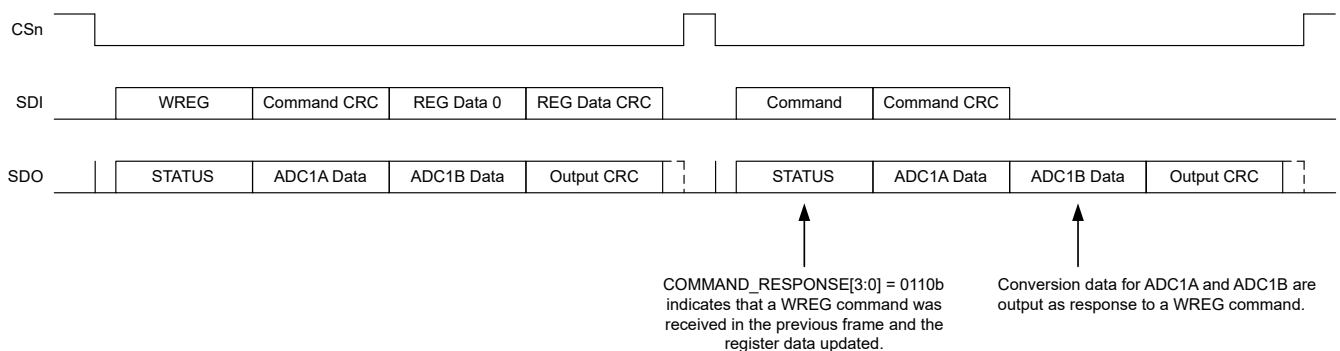 CSn
SDI WREG Command CRC REG Data 0 REG Data CRC Command Command CRC
SDO STATUS ADC1A Data ADC1B Data Output CRC STATUS ADC1A Data ADC1B Data Output CRC
COMMAND_RESPONSE[3:0] = 0110b
indicates that a WREG command was
received in the previous frame and the
register data updated.
Conversion data for ADC1A and ADC1B are
output as response to a WREG command.